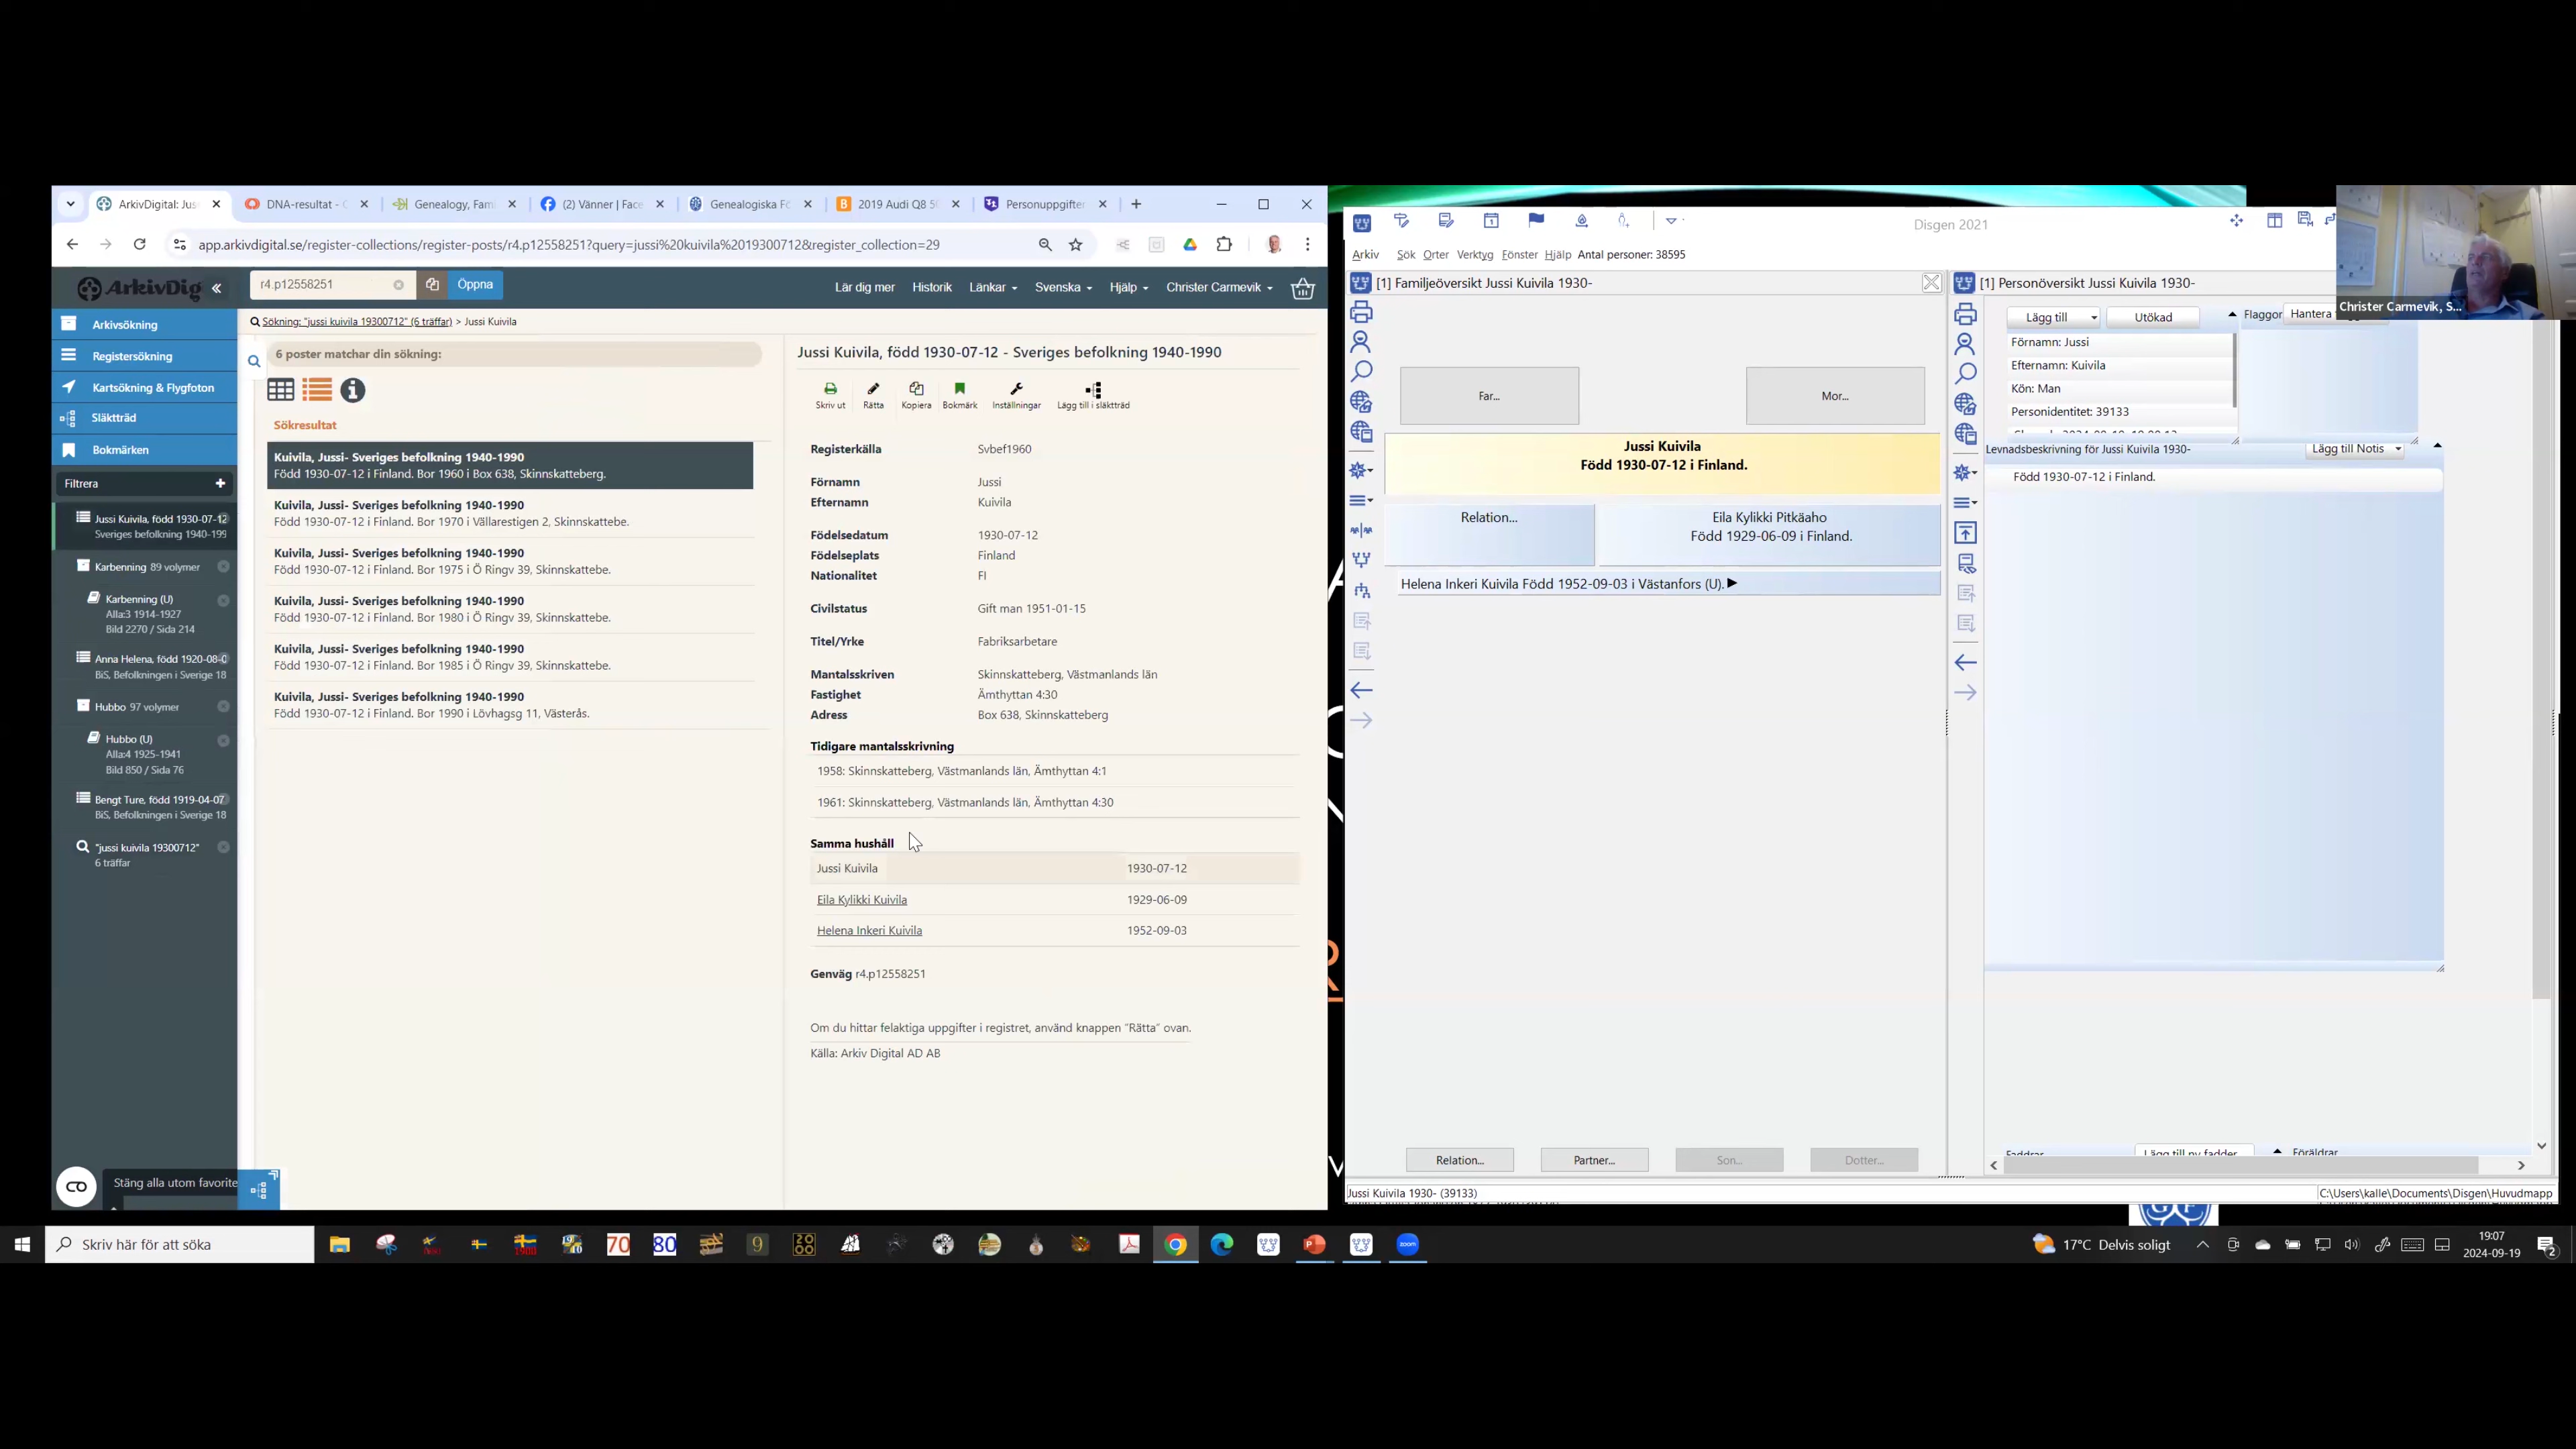 ArkivDigital: Jus
DNA-resultat -
Genealogy, Fam
(2) Vänner | Face
Genealogiska Fö
2019 Audi Q8 50
Personuppgifter
app.arkivdigital.se/register-collections/register-posts/r4.p12558251?query=jussi%20kuivila%2019300712&register_collection=29
ArkivDig
r4.p12558251
Öppna
Lär dig mer
Historik
Länkar
Svenska
Hjälp
Christer Carmevik
Arkivsökning
Registersökning
Kartsökning & Flygfoton
Släktträd
Bokmärken
Filtrera
Jussi Kuivila, född 1930-07-12
Sveriges befolkning 1940-199
Karbenning 89 volymer
Karbenning (U)
Alla:3 1914-1927
Bild 2270 / Sida 214
Anna Helena, född 1920-08-0
BiS, Befolkningen i Sverige 18
Hubbo 97 volymer
Hubbo (U)
Alla:4 1925-1941
Bild 850 / Sida 76
Bengt Ture, född 1919-04-07
BiS, Befolkningen i Sverige 18
"jussi kuivila 19300712"
6 träffar
Stäng alla utom favorite
Sökning: "jussi kuivila 19300712" (6 träffar) > Jussi Kuivila
6 poster matchar din sökning:
Sökresultat
Kuivila, Jussi- Sveriges befolkning 1940-1990
Född 1930-07-12 i Finland. Bor 1960 i Box 638, Skinnskatteberg.
Kuivila, Jussi- Sveriges befolkning 1940-1990
Född 1930-07-12 i Finland. Bor 1970 i Vällarestigen 2, Skinnskattebe.
Kuivila, Jussi- Sveriges befolkning 1940-1990
Född 1930-07-12 i Finland. Bor 1975 i Ö Ringv 39, Skinnskattebe.
Kuivila, Jussi- Sveriges befolkning 1940-1990
Född 1930-07-12 i Finland. Bor 1980 i Ö Ringv 39, Skinnskattebe.
Kuivila, Jussi- Sveriges befolkning 1940-1990
Född 1930-07-12 i Finland. Bor 1985 i Ö Ringv 39, Skinnskattebe.
Kuivila, Jussi- Sveriges befolkning 1940-1990
Född 1930-07-12 i Finland. Bor 1990 i Lövhagsg 11, Västerås.
Jussi Kuivila, född 1930-07-12 - Sveriges befolkning 1940-1990
Skriv ut
Rätta
Kopiera
Bokmärk
Inställningar
Lägg till i släktträd
Registerkälla Svbef1960
Förnamn Jussi
Efternamn Kuivila
Födelsedatum 1930-07-12
Födelseplats Finland
Nationalitet FI
Civilstatus Gift man 1951-01-15
Titel/Yrke Fabriksarbetare
Mantalsskriven Skinnskatteberg, Västmanlands län
Fastighet Ämthyttan 4:30
Adress Box 638, Skinnskatteberg
Tidigare mantalsskrivning
1958: Skinnskatteberg, Västmanlands län, Ämthyttan 4:1
1961: Skinnskatteberg, Västmanlands län, Ämthyttan 4:30
Samma hushåll
Jussi Kuivila 1930-07-12
Eila Kylikki Kuivila 1929-06-09
Helena Inkeri Kuivila 1952-09-03
Genväg r4.p12558251
Om du hittar felaktiga uppgifter i registret, använd knappen "Rätta" ovan.
Källa: Arkiv Digital AD AB
Disgen 2021
Arkiv Sök Orter Verktyg Fönster Hjälp Antal personer: 38595
[1] Familjeöversikt Jussi Kuivila 1930-
Far...
Mor...
Jussi Kuivila
Född 1930-07-12 i Finland.
Relation...
Eila Kylikki Pitkäaho
Född 1929-06-09 i Finland.
Helena Inkeri Kuivila Född 1952-09-03 i Västanfors (U).
Relation...
Partner...
Son...
Dotter...
Jussi Kuivila 1930- (39133)
[1] Personöversikt Jussi Kuivila 1930-
Lägg till
Utökad
Flaggor
Hantera
Förnamn: Jussi
Efternamn: Kuivila
Kön: Man
Personidentitet: 39133
Levnadsbeskrivning för Jussi Kuivila 1930-
Lägg till Notis
Född 1930-07-12 i Finland.
Faddrar
Lägg till ny fadder
Föräldrar
C:\Users\kalle\Documents\Disgen\Huvudmapp
Christer Carmevik, S...
Skriv här för att söka
70
80
9
zoom
17°C Delvis soligt
19:07
2024-09-19
2